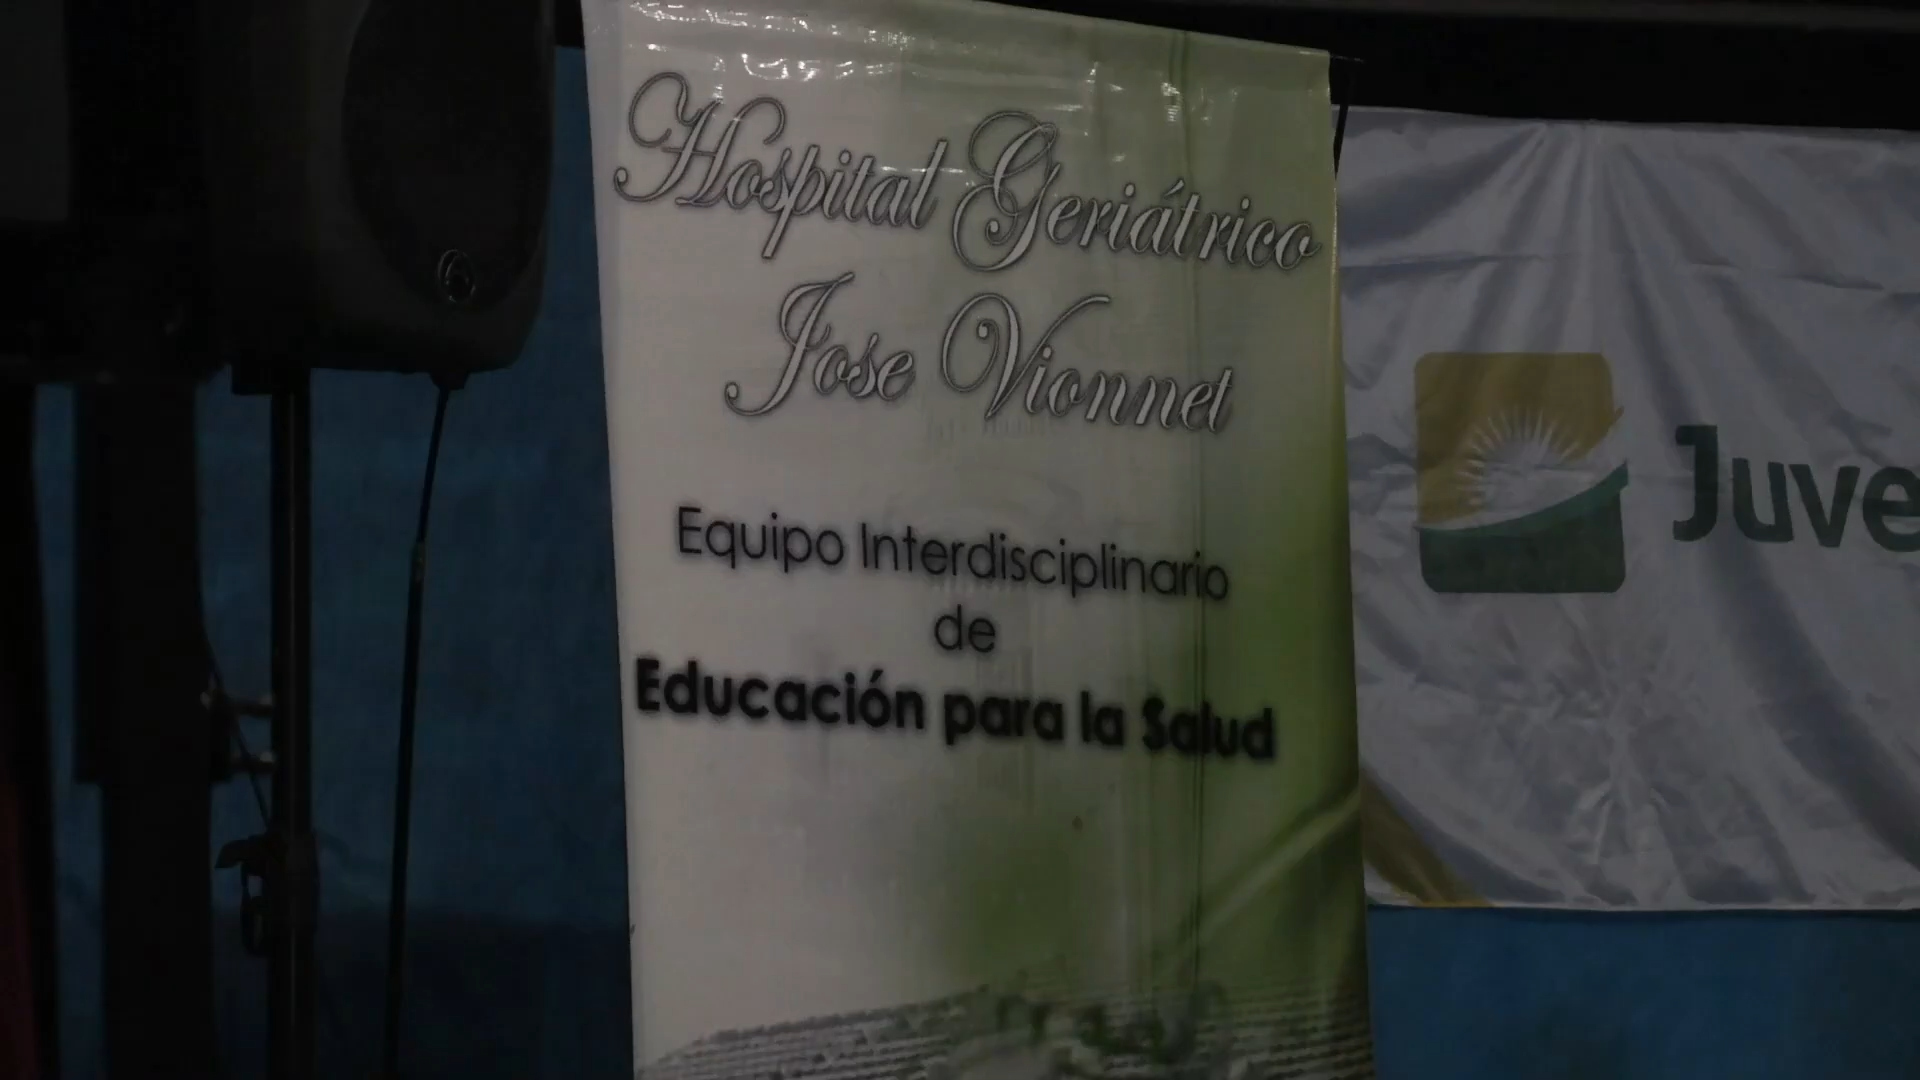 Hospital Geriátrico
Jose Vionnet
Equipo Interdisciplinario
de
Educación para la Salud
Juve